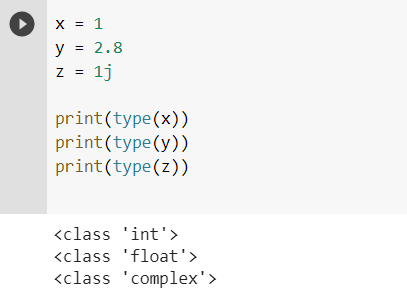 x = 1
y = 2.8
z = 1j
print(type(x))
print(type(y))
print(type(z))
<class 'int'>
<class 'float'>
<class 'complex'>